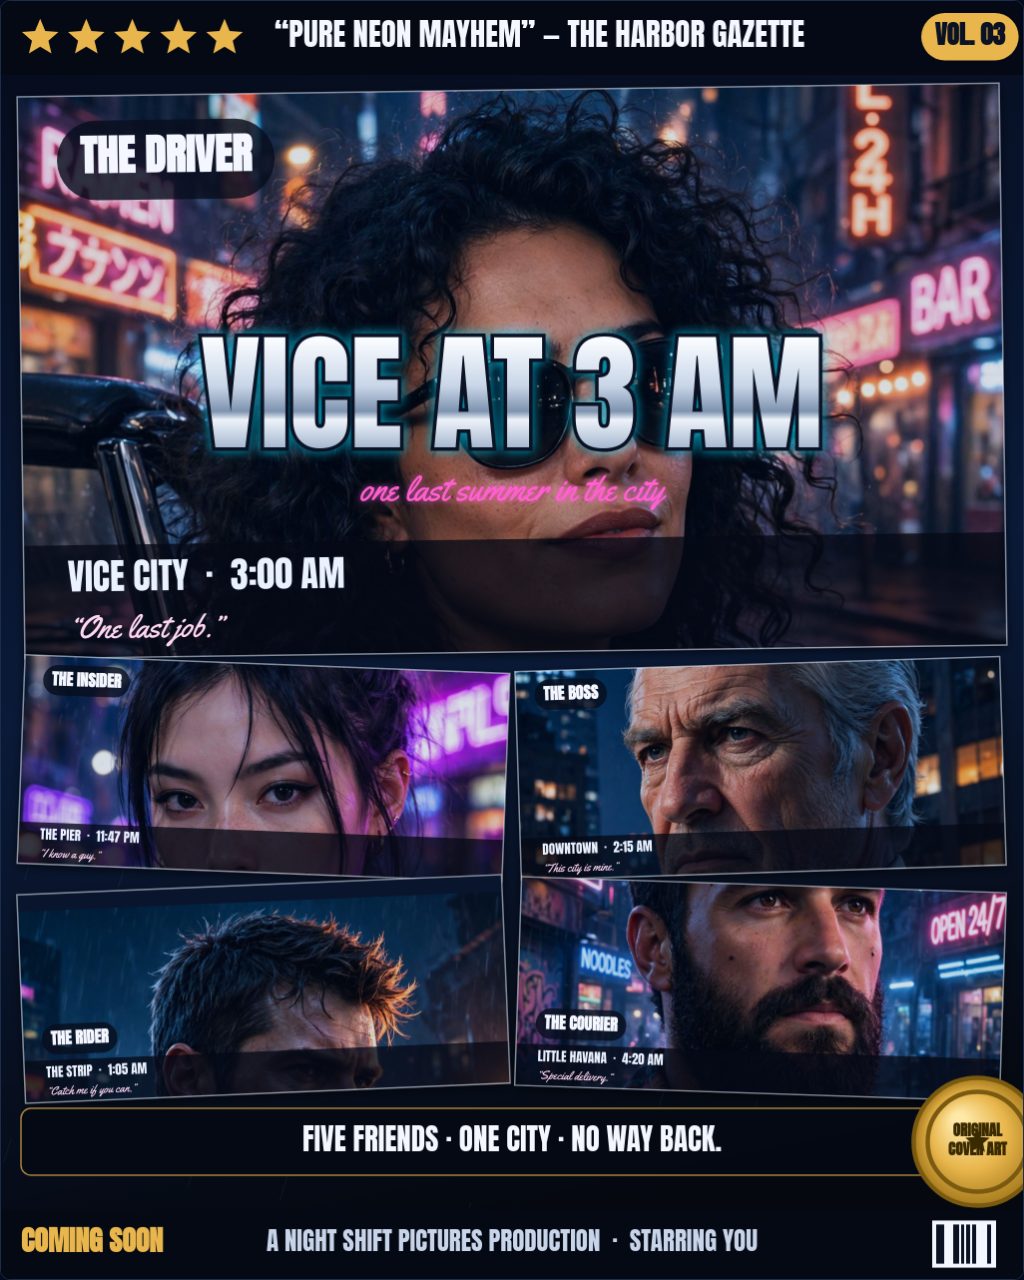 “PURE NEON MAYHEM” – THE HARBOR GAZETTE
VOL. 03
THE DRIVER
L·24H
BAR
VICE AT 3 AM
one last summer in the city
VICE CITY · 3:00 AM
“One last job.”
THE INSIDER
THE PIER · 11:47 PM
“I know a guy.”
THE BOSS
DOWNTOWN · 2:15 AM
“This city is mine.”
THE RIDER
THE STRIP · 1:05 AM
“Catch me if you can.”
OPEN 24/7
NOODLES
THE COURIER
LITTLE HAVANA · 4:20 AM
“Special delivery.”
FIVE FRIENDS · ONE CITY · NO WAY BACK.
ORIGINAL
COVER ART
COMING SOON
A NIGHT SHIFT PICTURES PRODUCTION · STARRING YOU